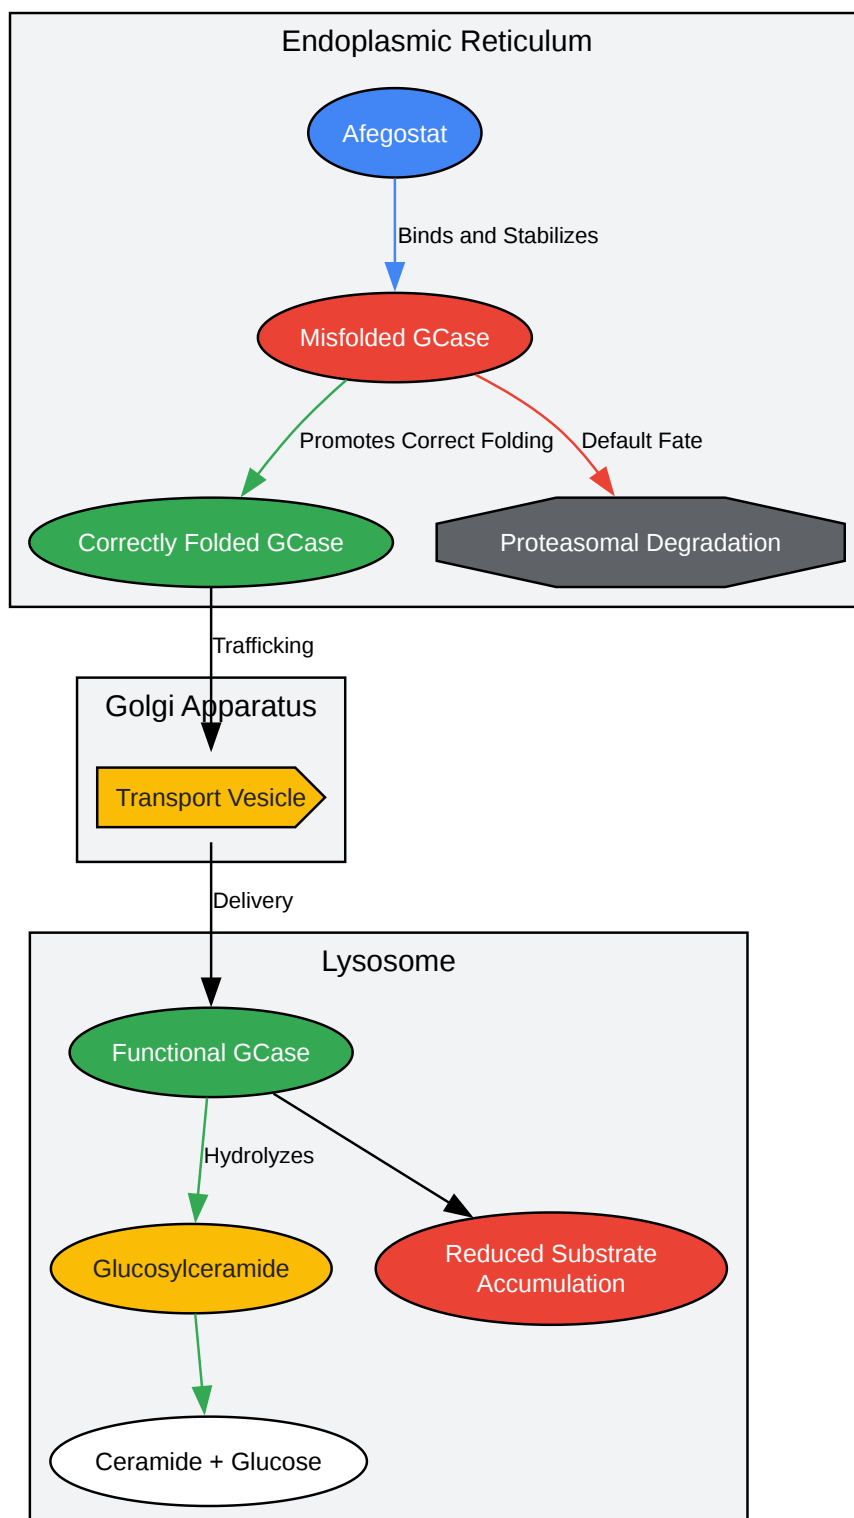 Endoplasmic Reticulum
Afegostat
Binds and Stabilizes
Misfolded GCase
Promotes Correct Folding
Default Fate
Correctly Folded GCase
Proteasomal Degradation
Trafficking
Golgi Apparatus
Transport Vesicle
Delivery
Lysosome
Functional GCase
Hydrolyzes
Glucosylceramide
Reduced Substrate
Accumulation
Ceramide + Glucose